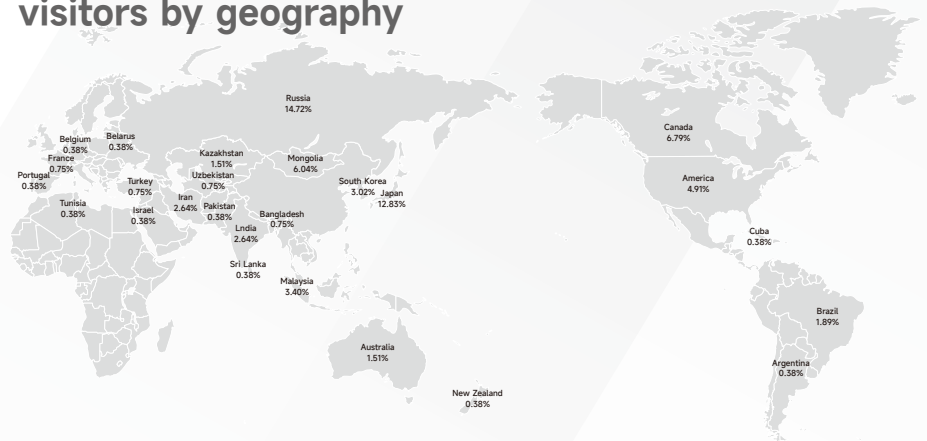 visitors by geography
Russia
14.72%
Belgium
0.38%
Belarus
0.38%
France
0.75%
Portugal
0.38%
Kazakhstan
1.51%
Mongolia
6.04%
Uzbekistan
0.75%
Turkey
0.75%
South Korea
3.02%
Japan
12.83%
Iran
2.64%
Pakistan
0.38%
Tunisia
0.38%
Israel
0.38%
Bangladesh
0.75%
Lndia
2.64%
Sri Lanka
0.38%
Malaysia
3.40%
Australia
1.51%
New Zealand
0.38%
Canada
6.79%
America
4.91%
Cuba
0.38%
Brazil
1.89%
Argentina
0.38%